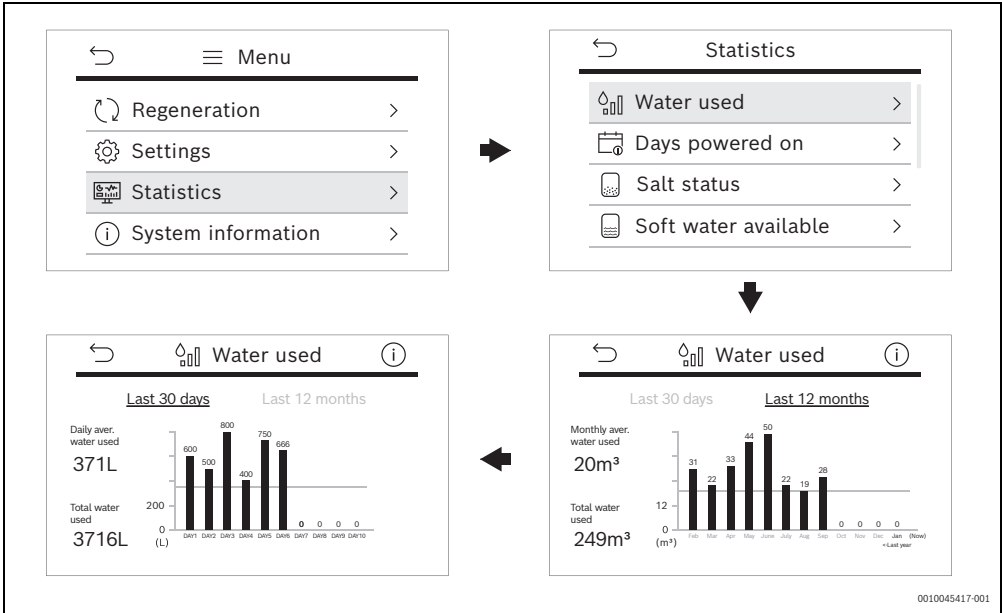 Menu
Regeneration
Settings
Statistics
System information
Statistics
Water used
Days powered on
Salt status
Soft water available
Water used
Last 30 days Last 12 months
Daily aver.
water used
371L
Total water
used
3716L
600 500 800 400 750 666 0 0 0 0
200
0
(L)
DAY1 DAY2 DAY3 DAY4 DAY5 DAY6 DAY7 DAY8 DAY9 DAY10
Water used
Last 30 days Last 12 months
Monthly aver.
water used
20m³
Total water
used
249m³
31 22 33 44 50 22 19 28 0 0 0 0
12
0
(m³)
Feb Mar Apr May June July Aug Sep Oct Nov Dec Jan (Now)
<-Last year
0010045417-001